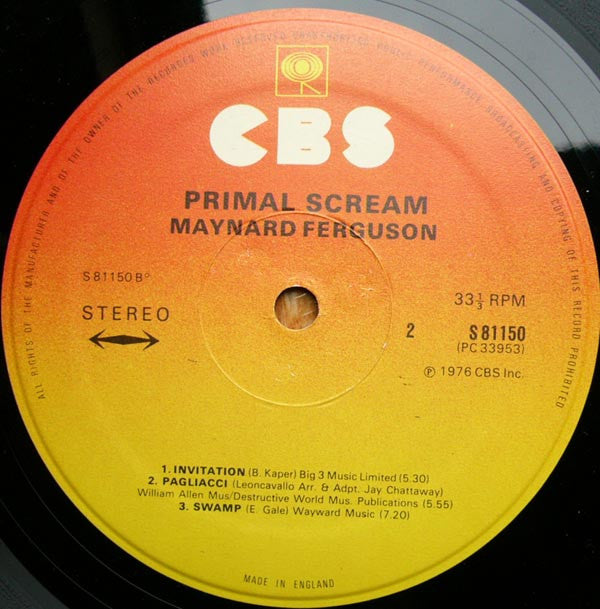 CBS
PRIMAL SCREAM
MAYNARD FERGUSON
S 81150 B°
STEREO
33⅓ RPM
2
S 81150
(PC 33953)
℗ 1976 CBS Inc.
1. INVITATION (B. Kaper) Big 3 Music Limited (5.30)
2. PAGLIACCI (Leoncavallo Arr. & Adpt. Jay Chattaway)
William Allen Mus/Destructive World Mus. Publications (5.55)
3. SWAMP (E. Gale) Wayward Music (7.20)
MADE IN ENGLAND
ALL RIGHTS OF THE MANUFACTURER AND OF THE OWNER OF THE RECORDED WORK RESERVED UNAUTHORISED PUBLIC PERFORMANCE BROADCASTING AND COPYING OF THIS RECORD PROHIBITED